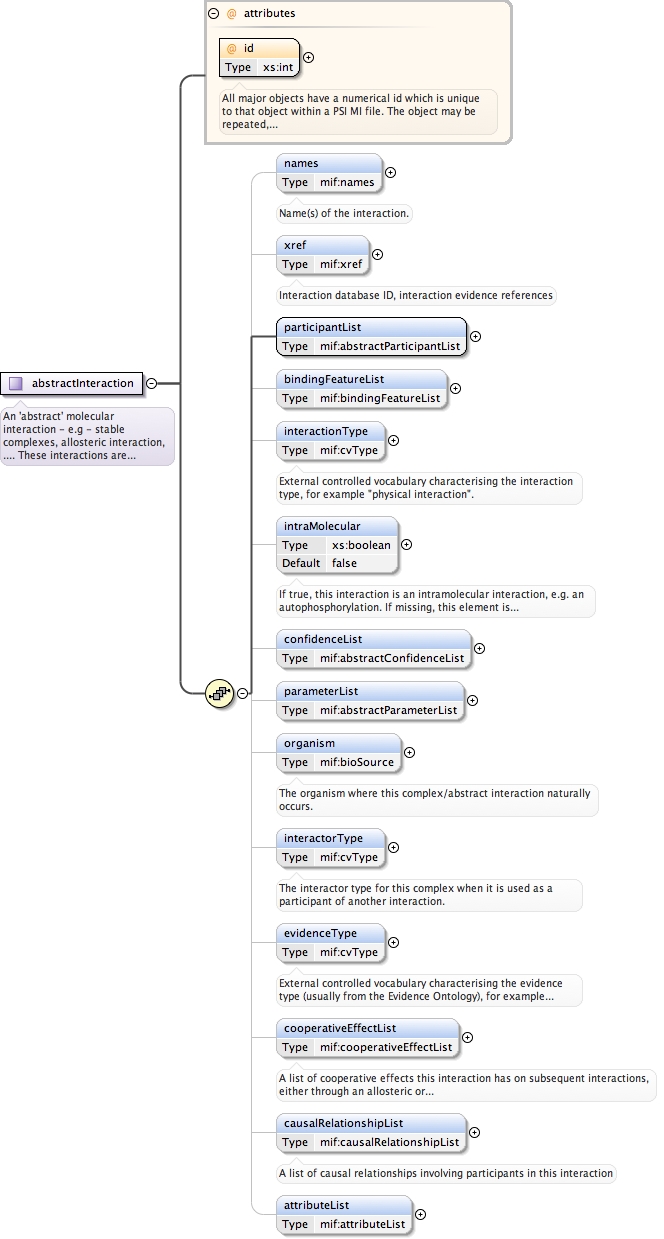 @ attributes
@ id
Type xs:int
All major objects have a numerical id which is unique
to that object within a PSI MI file. The object may be
repeated,...
names
Type mif:names
Name(s) of the interaction.
xref
Type mif:xref
Interaction database ID, interaction evidence references
participantList
Type mif:abstractParticipantList
bindingFeatureList
Type mif:bindingFeatureList
abstractInteraction
An 'abstract' molecular
interaction - e.g - stable
complexes, allosteric interaction,
.... These interactions are...
interactionType
Type mif:cvType
External controlled vocabulary characterising the interaction
type, for example "physical interaction".
intraMolecular
Type xs:boolean
Default false
If true, this interaction is an intramolecular interaction, e.g. an
autophosphorylation. If missing, this element is...
confidenceList
Type mif:abstractConfidenceList
parameterList
Type mif:abstractParameterList
organism
Type mif:bioSource
The organism where this complex/abstract interaction naturally
occurs.
interactorType
Type mif:cvType
The interactor type for this complex when it is used as a
participant of another interaction.
evidenceType
Type mif:cvType
External controlled vocabulary characterising the evidence
type (usually from the Evidence Ontology), for example...
cooperativeEffectList
Type mif:cooperativeEffectList
A list of cooperative effects this interaction has on subsequent interactions,
either through an allosteric or...
causalRelationshipList
Type mif:causalRelationshipList
A list of causal relationships involving participants in this interaction
attributeList
Type mif:attributeList